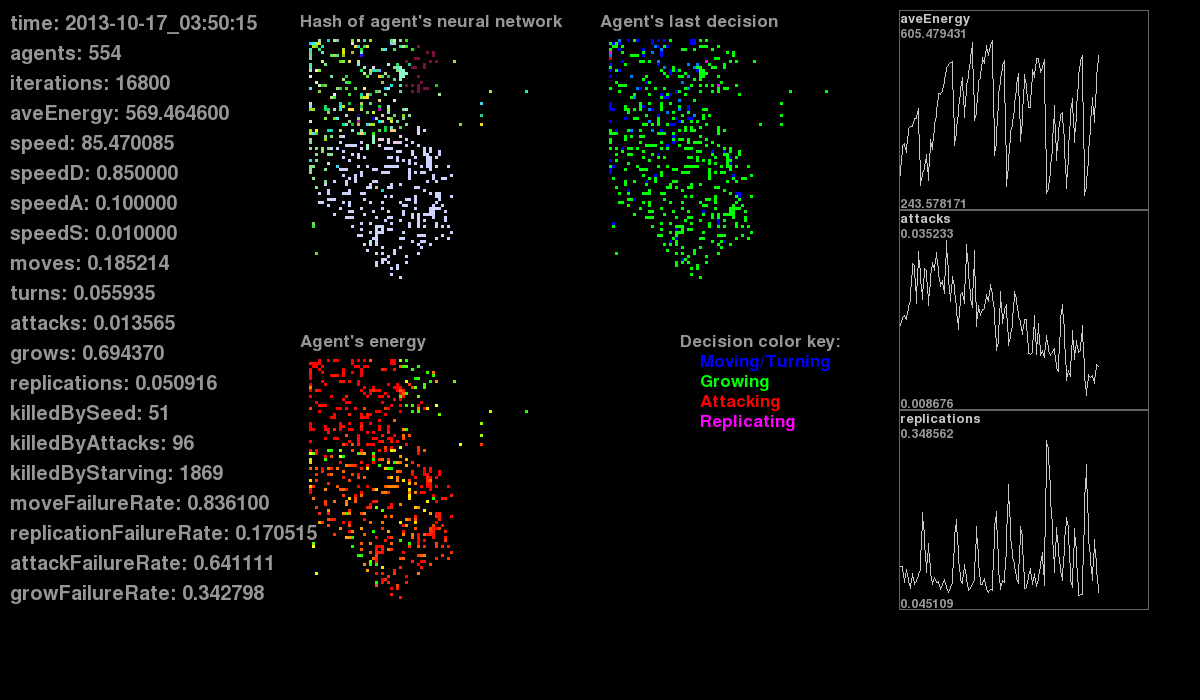 time: 2013-10-17_03:50:15
agents: 554
iterations: 16800
aveEnergy: 569.464600
speed: 85.470085
speedD: 0.850000
speedA: 0.100000
speedS: 0.010000
moves: 0.185214
turns: 0.055935
attacks: 0.013565
grows: 0.694370
replications: 0.050916
killedBySeed: 51
killedByAttacks: 96
killedByStarving: 1869
moveFailureRate: 0.836100
replicationFailureRate: 0.170515
attackFailureRate: 0.641111
growFailureRate: 0.342798
Hash of agent's neural network
Agent's last decision
Agent's energy
Decision color key:
Moving/Turning
Growing
Attacking
Replicating
aveEnergy
605.479431
243.578171
attacks
0.035233
0.008676
replications
0.348562
0.045109